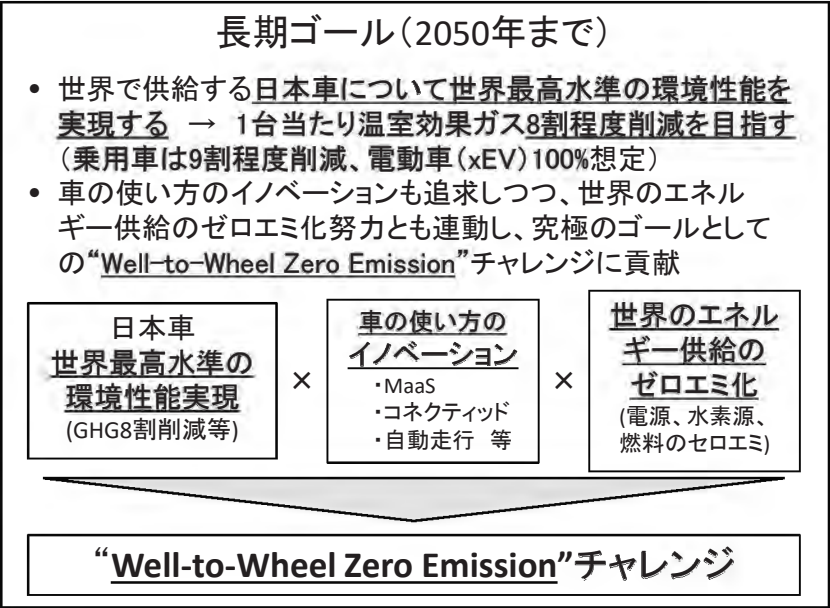 長期ゴール(2050年まで)
• 世界で供給する日本車について世界最高水準の環境性能を
実現する → 1台当たり温室効果ガス8割程度削減を目指す
(乗用車は9割程度削減、電動車(xEV)100%想定)
• 車の使い方のイノベーションも追求しつつ、世界のエネル
ギー供給のゼロエミ化努力とも連動し、究極のゴールとして
の“Well-to-Wheel Zero Emission”チャレンジに貢献
日本車
世界最高水準の
環境性能実現
(GHG8割削減等)
×
車の使い方の
イノベーション
・MaaS
・コネクティッド
・自動走行 等
×
世界のエネル
ギー供給の
ゼロエミ化
(電源、水素源、
燃料のセロエミ)
“Well-to-Wheel Zero Emission”チャレンジ